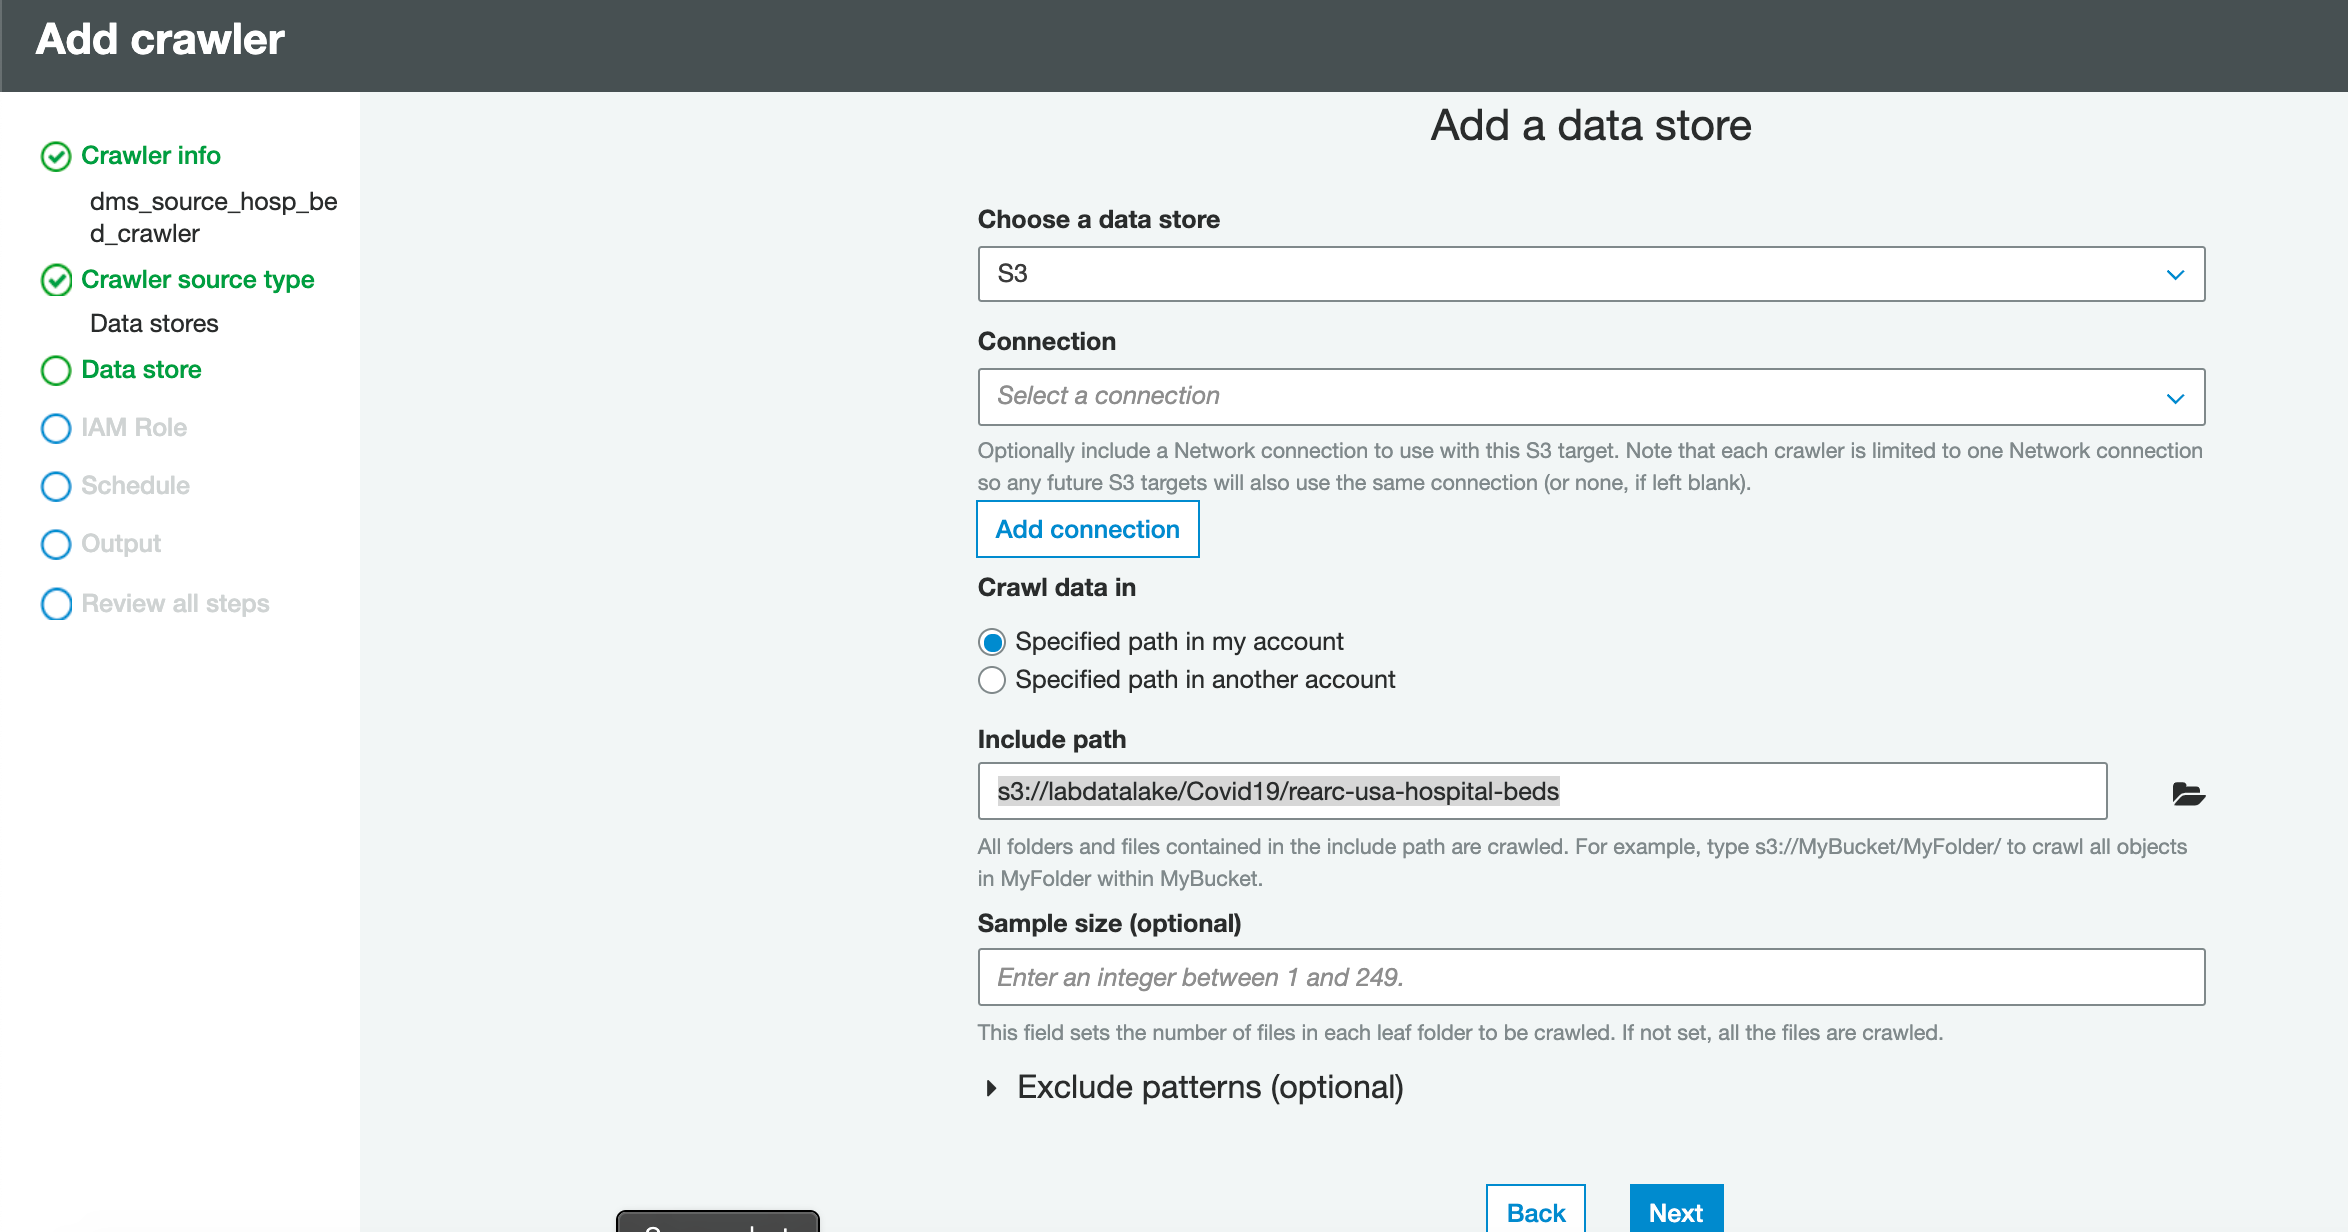 Add crawler
Crawler info
dms_source_hosp_be
d_crawler
Crawler source type
Data stores
Data store
IAM Role
Schedule
Output
Review all steps
Add a data store
Choose a data store
S3
Connection
Select a connection
Optionally include a Network connection to use with this S3 target. Note that each crawler is limited to one Network connection
so any future S3 targets will also use the same connection (or none, if left blank).
Add connection
Crawl data in
Specified path in my account
Specified path in another account
Include path
s3://labdatalake/Covid19/rearc-usa-hospital-beds
All folders and files contained in the include path are crawled. For example, type s3://MyBucket/MyFolder/ to crawl all objects
in MyFolder within MyBucket.
Sample size (optional)
Enter an integer between 1 and 249.
This field sets the number of files in each leaf folder to be crawled. If not set, all the files are crawled.
Exclude patterns (optional)
Back
Next